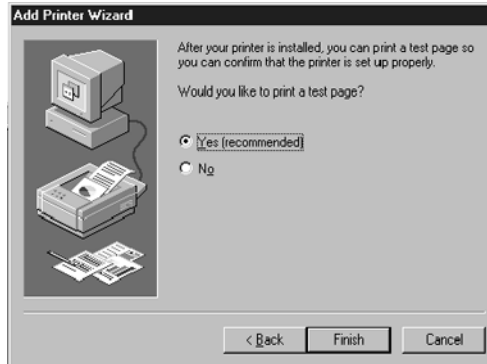 Add Printer Wizard
After your printer is installed, you can print a test page so
you can confirm that the printer is set up properly.
Would you like to print a test page?
Yes (recommended)
No
< Back
Finish
Cancel